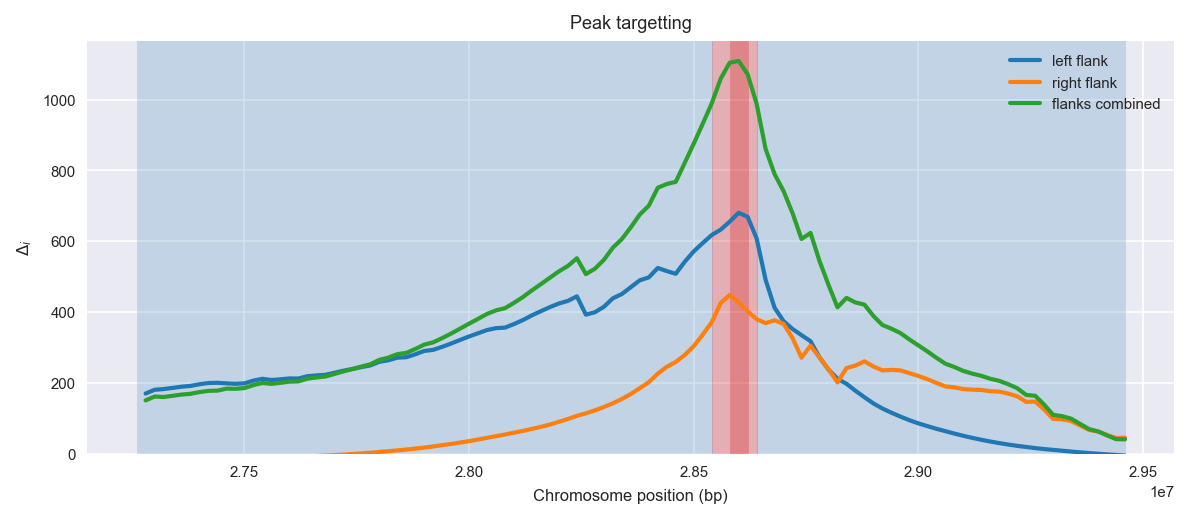 Peak targetting
left flank
right flank
flanks combined
1000
800
600
400
200
0
Δi
2.75
2.80
2.85
2.90
2.95
1e7
Chromosome position (bp)